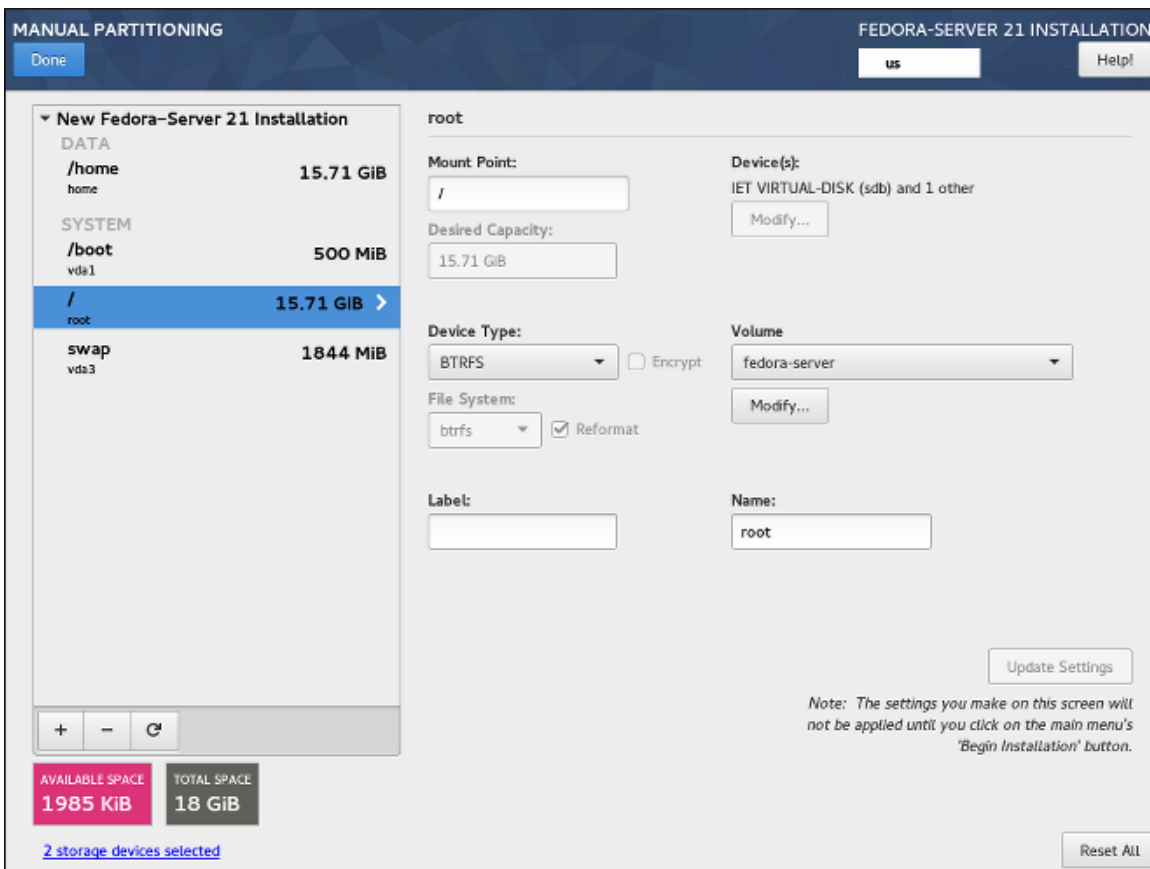 MANUAL PARTITIONING
FEDORA-SERVER 21 INSTALLATION
Done
us
Help!
New Fedora-Server 21 Installation
DATA
/home
15.71 GiB
home
SYSTEM
/boot
500 MiB
vda1
/
15.71 GiB
root
swap
1844 MiB
vda3
root
Mount Point:
Device(s):
/
IET VIRTUAL-DISK (sdb) and 1 other
Modify...
Desired Capacity:
15.71 GiB
Device Type:
Volume
BTRFS
Encrypt
fedora-server
File System:
Modify...
btrfs
Reformat
Label:
Name:
root
Update Settings
Note: The settings you make on this screen will
not be applied until you click on the main menu's
'Begin Installation' button.
+
-
AVAILABLE SPACE
1985 KiB
TOTAL SPACE
18 GiB
2 storage devices selected
Reset All